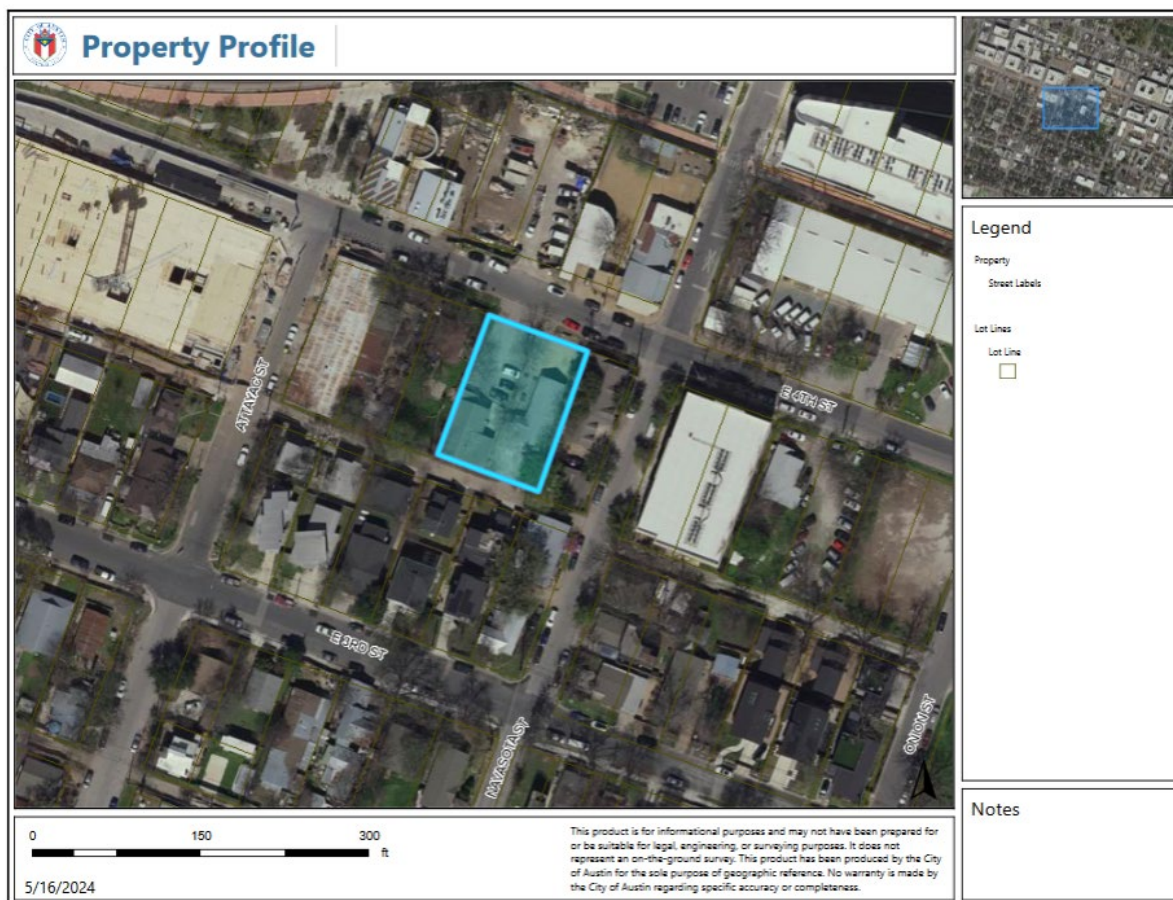 CITY OF AUSTIN
Property Profile
ATTAYAC ST
E 4TH ST
E 3RD ST
NAVASOTA ST
ONION ST
Legend
Property
Street Labels
Lot Lines
Lot Line
Notes
0 150 300
ft
5/16/2024
This product is for informational purposes and may not have been prepared for
or be suitable for legal, engineering, or surveying purposes. It does not
represent an on-the-ground survey. This product has been produced by the City
of Austin for the sole purpose of geographic reference. No warranty is made by
the City of Austin regarding specific accuracy or completeness.